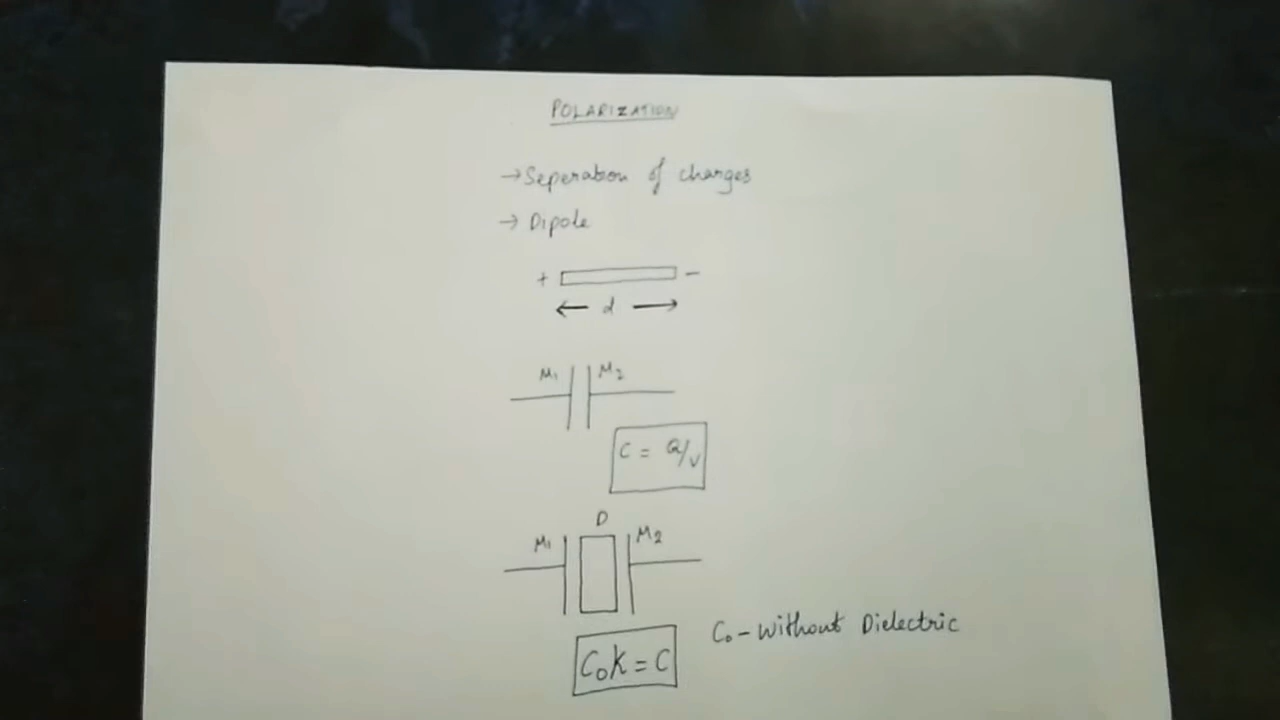 POLARIZATION
→ Seperation of charges
→ Dipole
+ -
← d →
M1 M2
C = Q/V
D
M1 M2
C0 - Without Dielectric
C0K = C